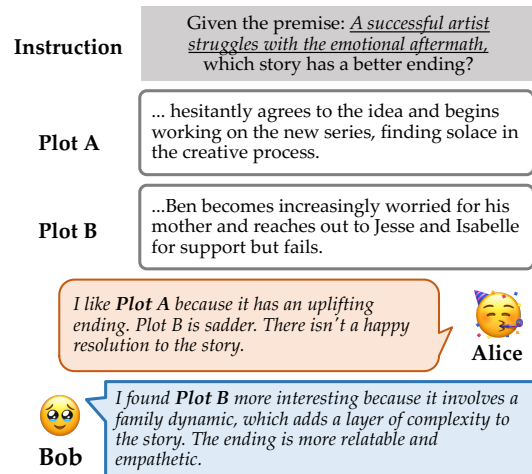 Instruction
Given the premise: A successful artist
struggles with the emotional aftermath,
which story has a better ending?
Plot A
... hesitantly agrees to the idea and begins
working on the new series, finding solace in
the creative process.
Plot B
...Ben becomes increasingly worried for his
mother and reaches out to Jesse and Isabelle
for support but fails.
I like Plot A because it has an uplifting
ending. Plot B is sadder. There isn't a happy
resolution to the story.
Alice
I found Plot B more interesting because it involves a
family dynamic, which adds a layer of complexity to
the story. The ending is more relatable and
empathetic.
Bob